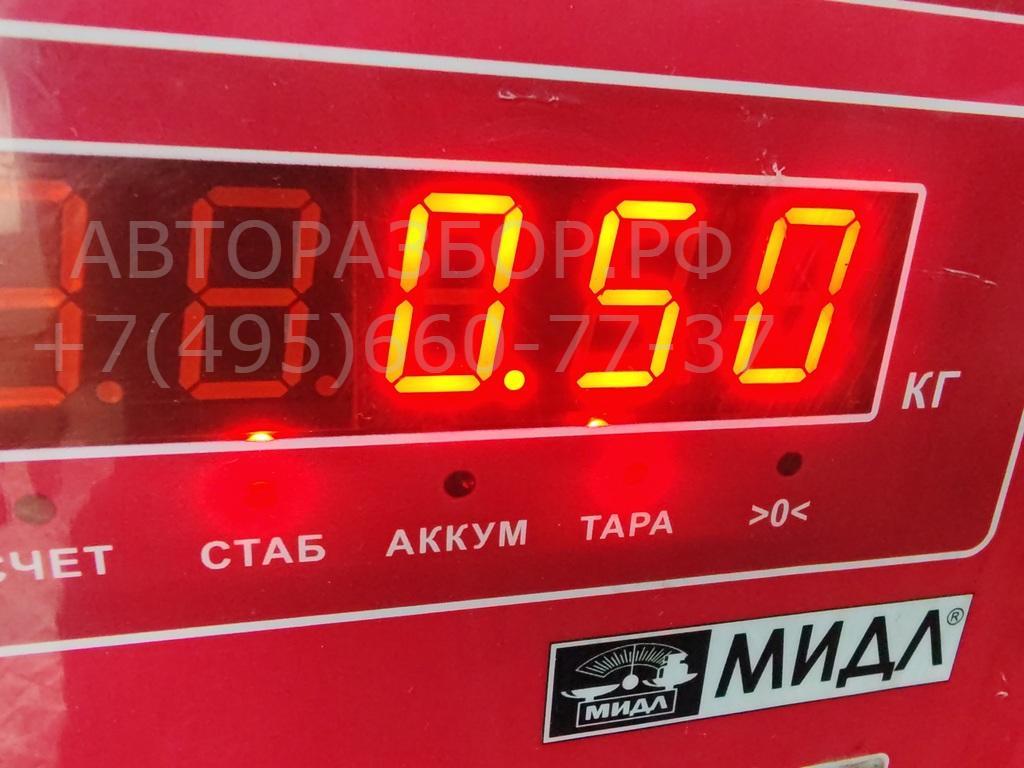 АВТОРАЗБОР.РФ
+7(495)660-77-37
0.50
КГ
СЧЕТ СТАБ АККУМ ТАРА >0<
МИДЛ МИДЛ®